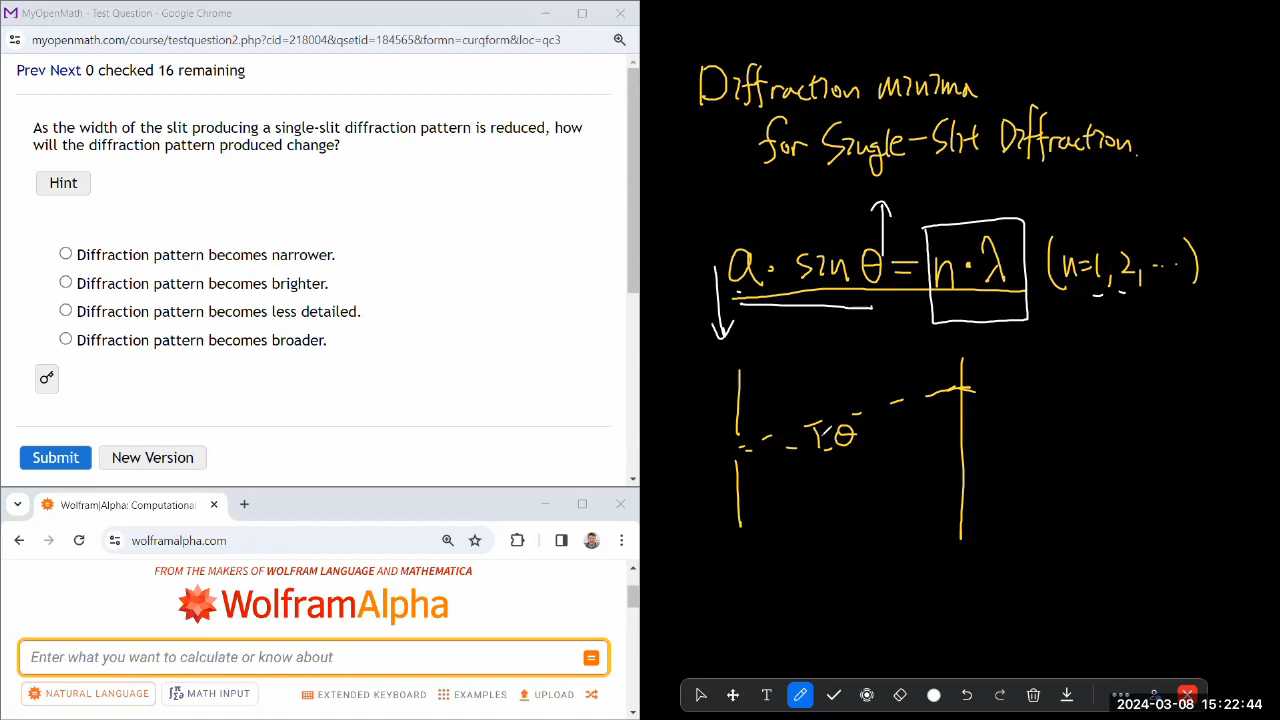 MyOpenMath – Test Question - Google Chrome
myopenmath.com/course/testquestion2.php?cid=218004&qsetid=184565&formn=curqform&loc=qc3
Prev Next 0 checked 16 remaining
As the width of the slit producing a single-slit diffraction pattern is reduced, how
will the diffraction pattern produced change?
Hint
Diffraction pattern becomes narrower.
Diffraction pattern becomes brighter.
Diffraction pattern becomes less detailed.
Diffraction pattern becomes broader.
Submit New Version
Wolfram|Alpha: Computational
wolframalpha.com
FROM THE MAKERS OF WOLFRAM LANGUAGE AND MATHEMATICA
WolframAlpha
Enter what you want to calculate or know about
NATURAL LANGUAGE MATH INPUT EXTENDED KEYBOARD EXAMPLES UPLOAD
Diffraction minima
for Single-Slit Diffraction.
a · sin θ = n · λ (n=1, 2, ...)
θ
2024-03-08 15:22:44